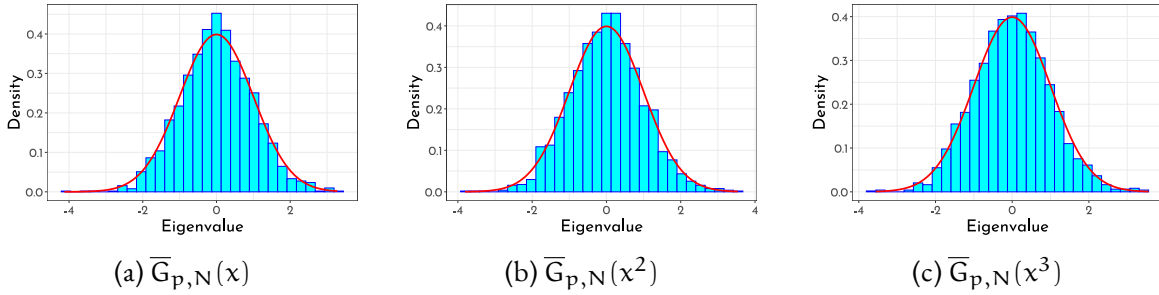 0.4
0.3
0.2
0.1
0.0
Density
-4 -2 0 2
Eigenvalue
(a) G̅p,N(x)
0.4
0.3
0.2
0.1
0.0
Density
-4 -2 0 2 4
Eigenvalue
(b) G̅p,N(x²)
0.4
0.3
0.2
0.1
0.0
Density
-4 -2 0 2
Eigenvalue
(c) G̅p,N(x³)